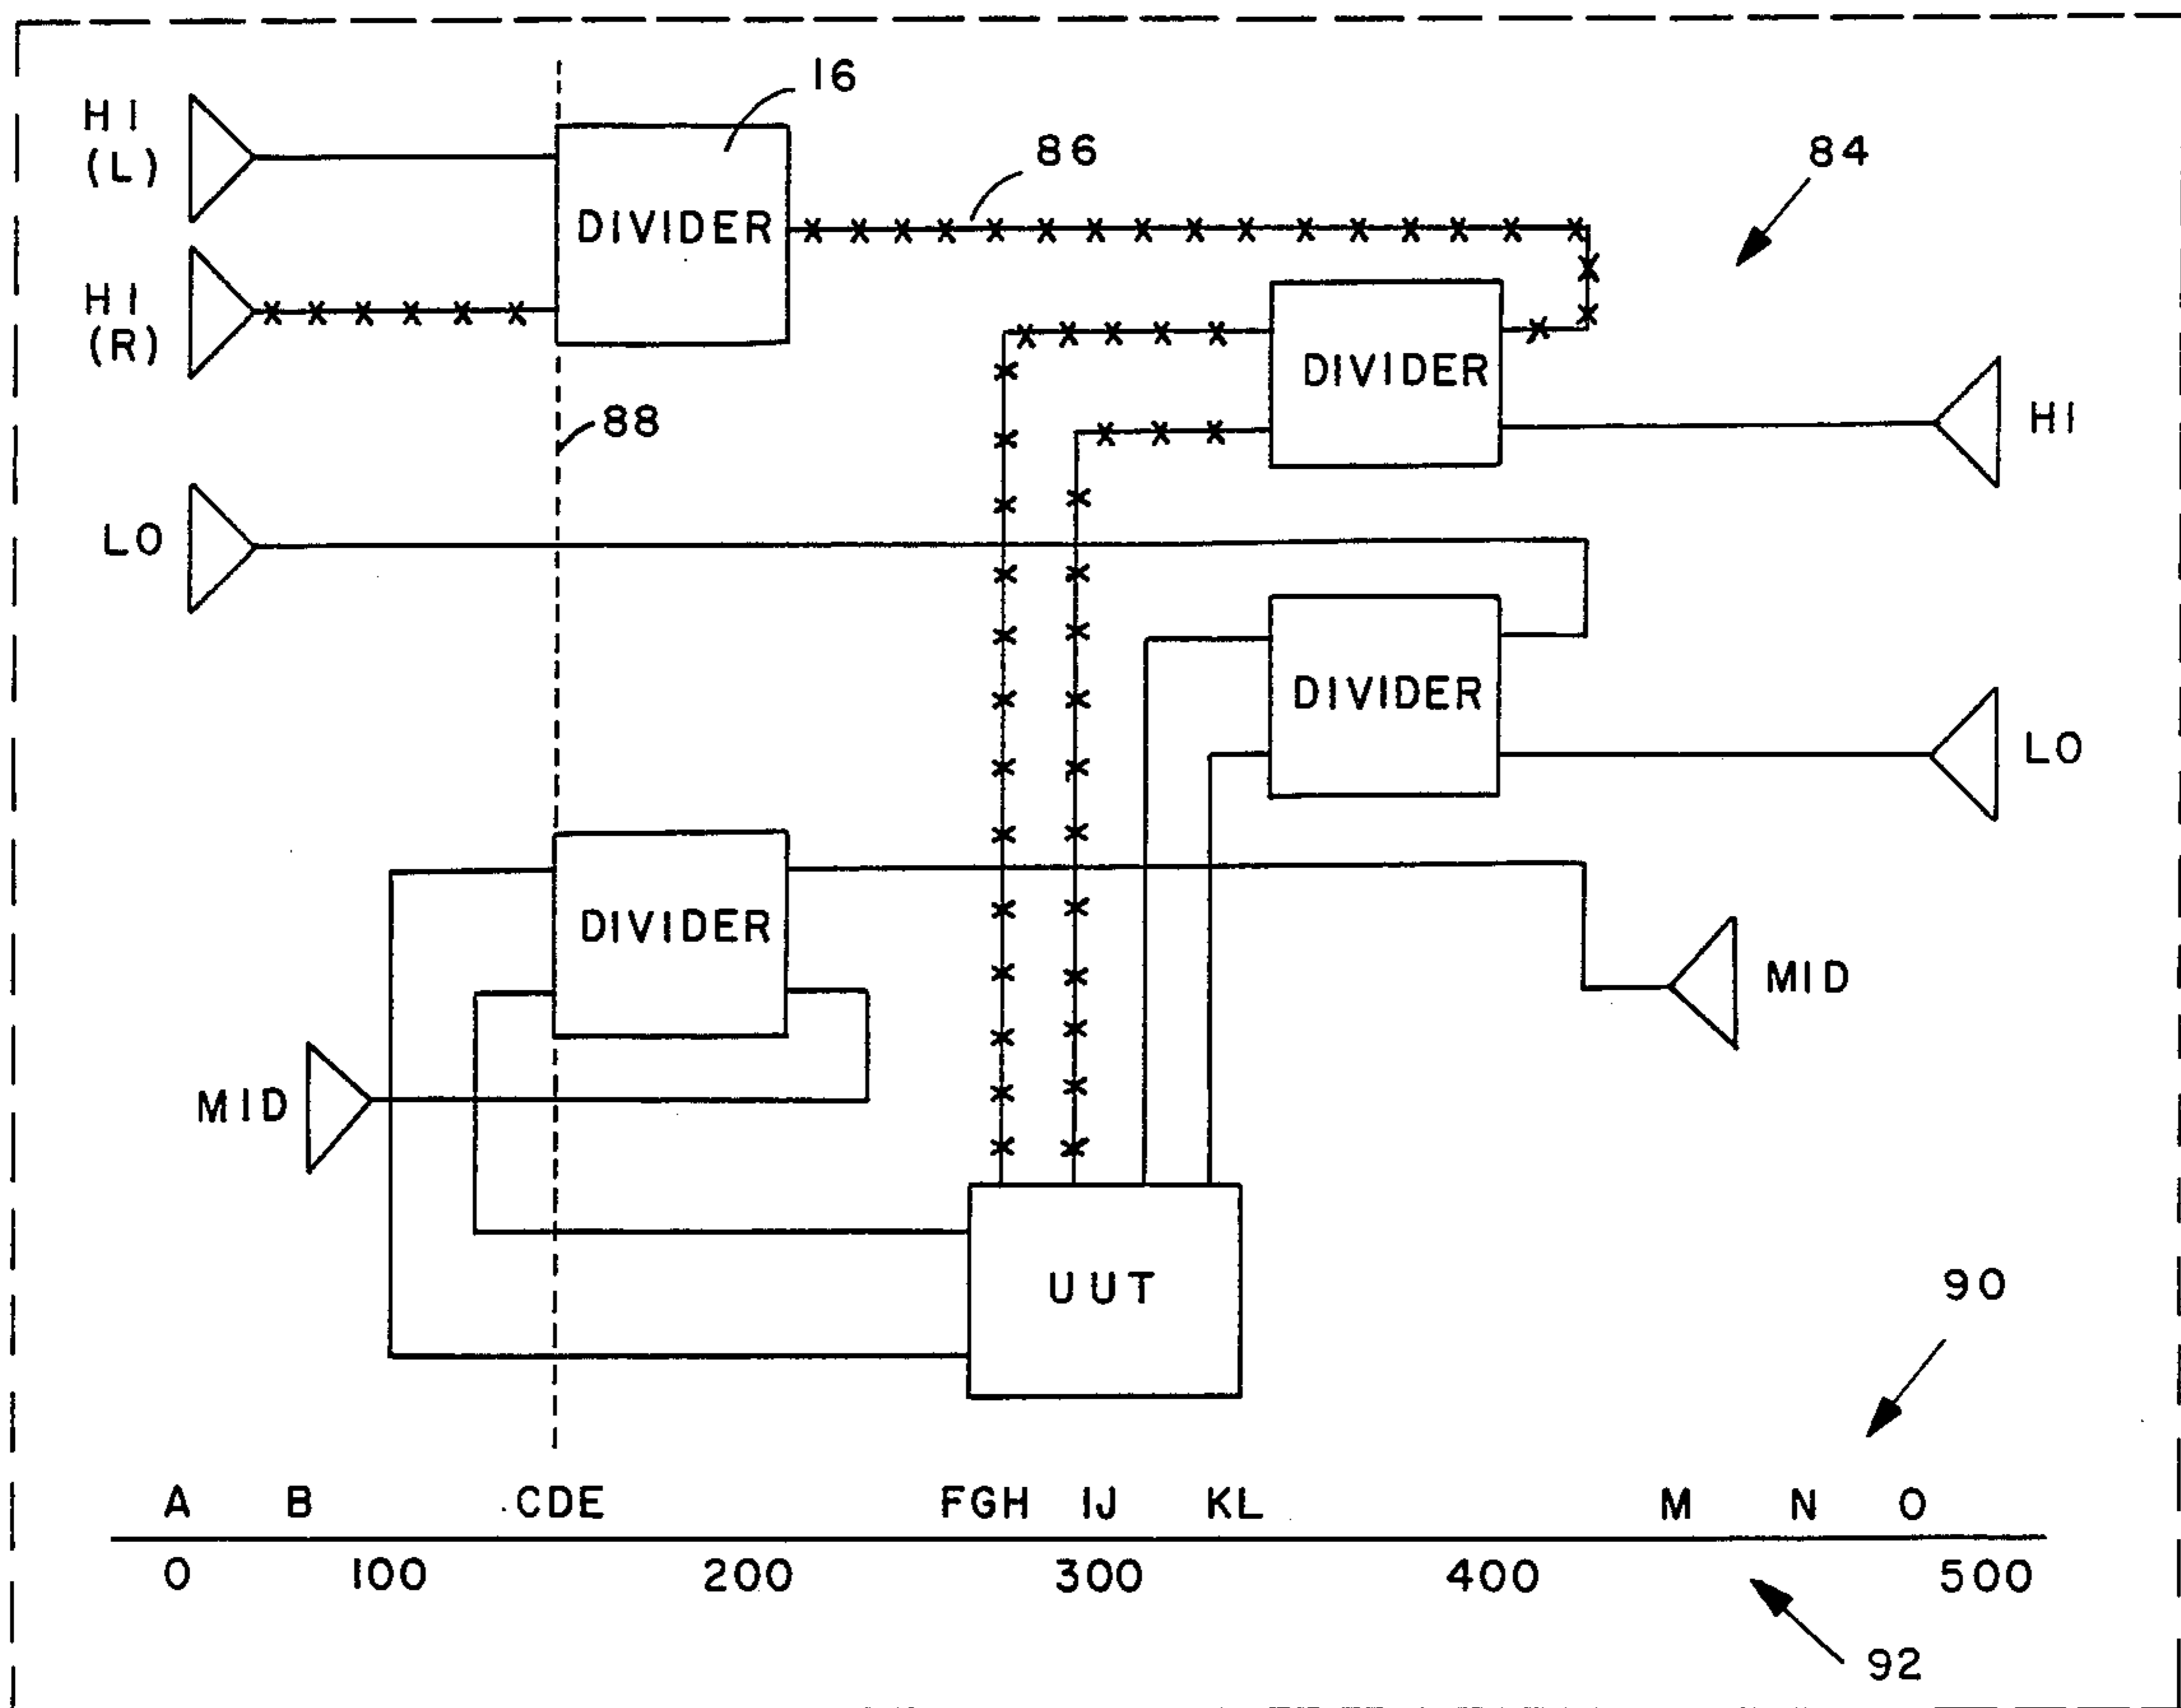 16
HI
(L)
86
84
DIVIDER
HI
(R)
DIVIDER
88
HI
LO
DIVIDER
LO
DIVIDER
MID
MID
UUT
90
A B CDE FGH IJ KL M N O
0 100 200 300 400 500
92